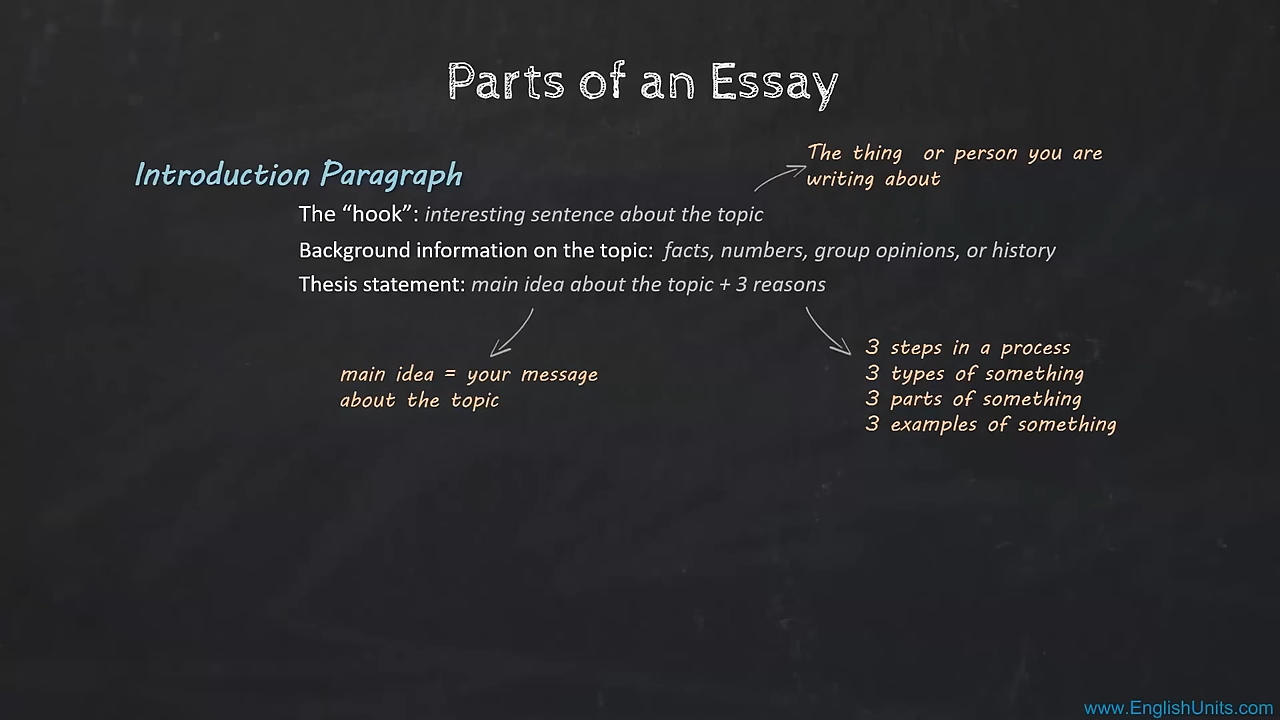 Parts of an Essay
Introduction Paragraph
The thing or person you are
writing about
The “hook”: interesting sentence about the topic
Background information on the topic: facts, numbers, group opinions, or history
Thesis statement: main idea about the topic + 3 reasons
main idea = your message
about the topic
3 steps in a process
3 types of something
3 parts of something
3 examples of something
www.EnglishUnits.com